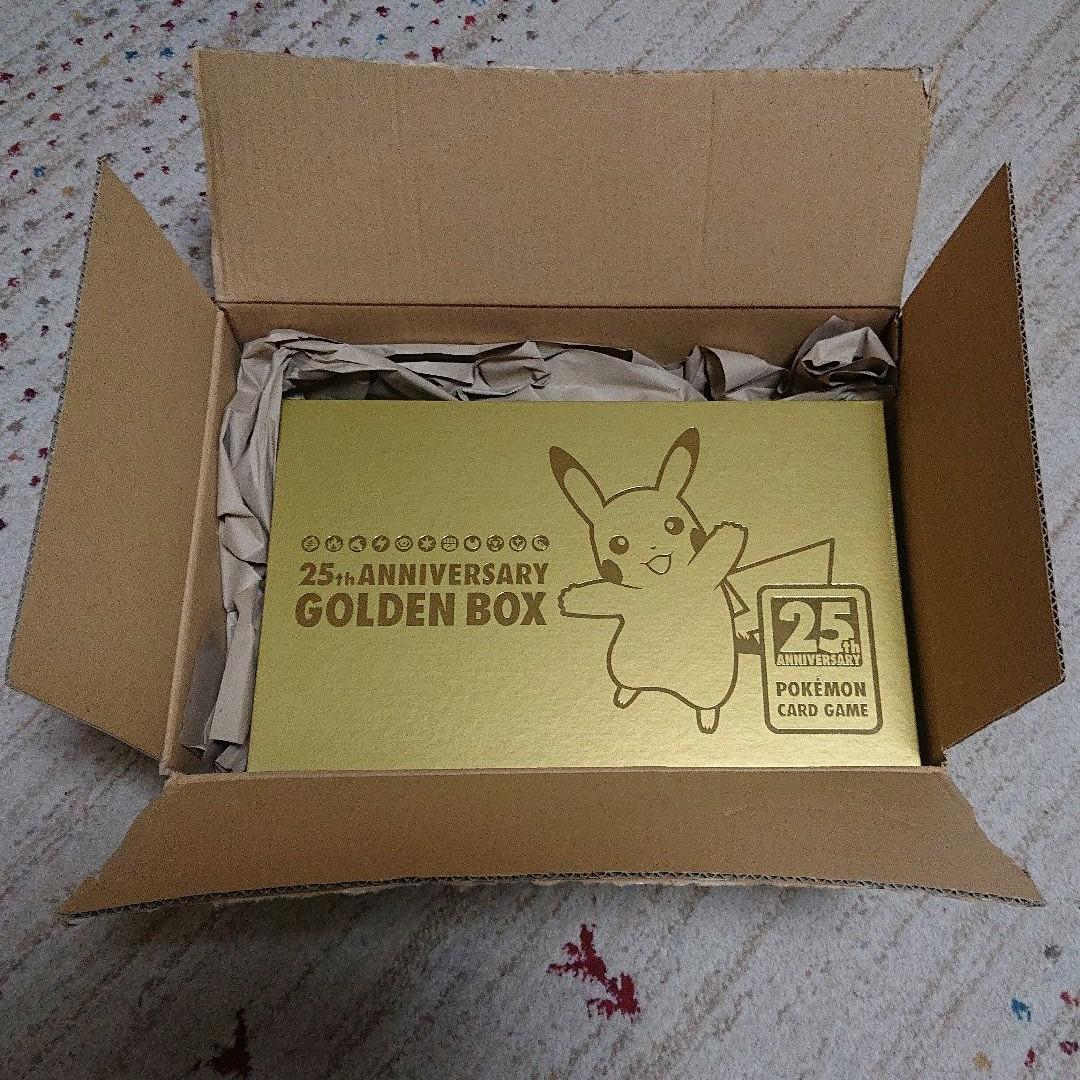 25th ANNIVERSARY
GOLDEN BOX
25th
ANNIVERSARY
POKÉMON
CARD GAME